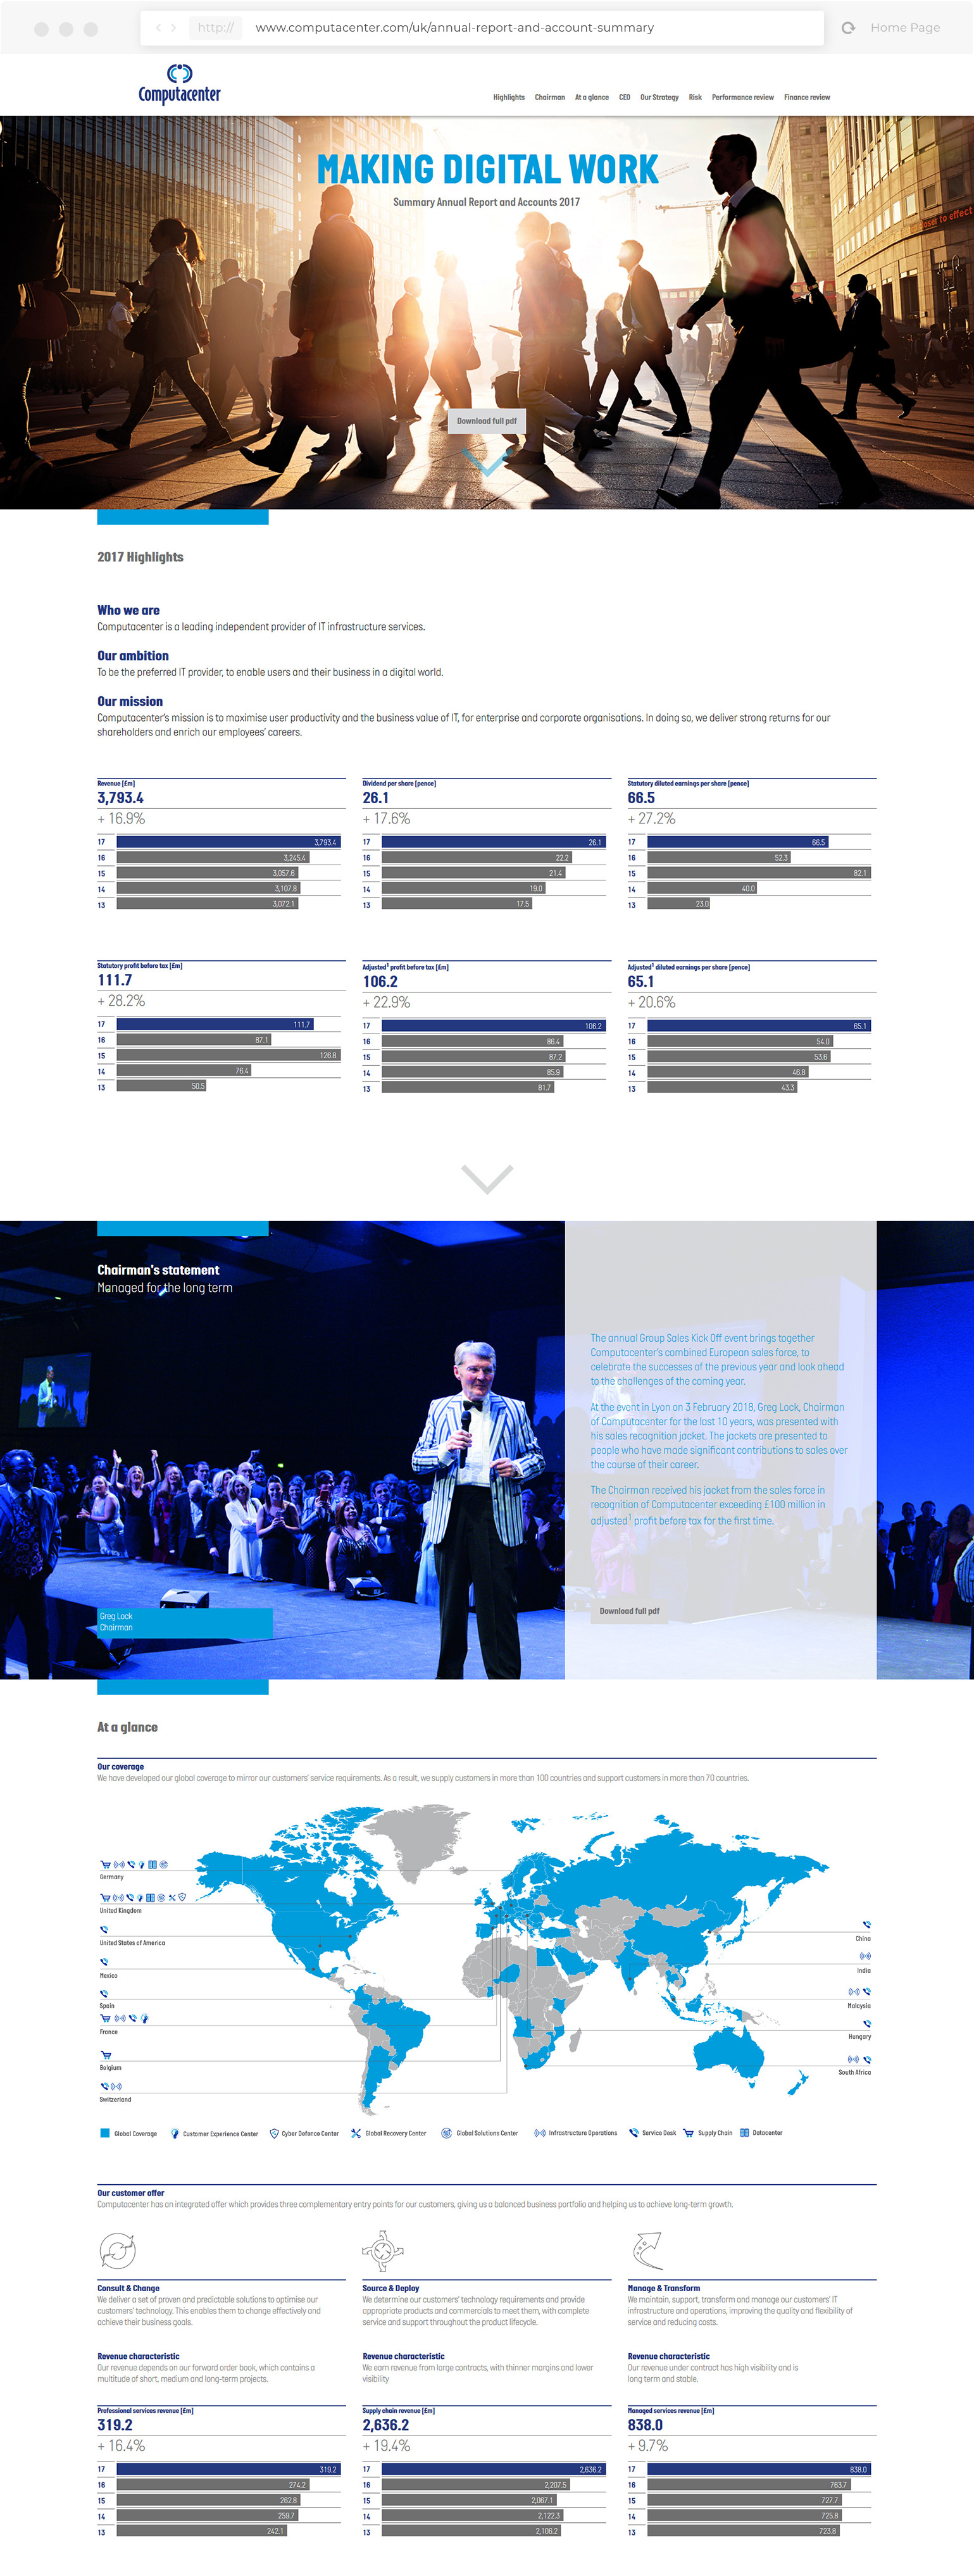 http://
www.computacenter.com/uk/annual-report-and-account-summary
Home Page
Computacenter
Highlights Chairman At a glance CEO Our Strategy Risk Performance review Finance review
MAKING DIGITAL WORK
Summary Annual Report and Accounts 2017
to effect
Download full pdf
2017 Highlights
Who we are
Computacenter is a leading independent provider of IT infrastructure services.
Our ambition
To be the preferred IT provider, to enable users and their business in a digital world.
Our mission
Computacenter's mission is to maximise user productivity and the business value of IT, for enterprise and corporate organisations. In doing so, we deliver strong returns for our
shareholders and enrich our employees' careers.
Revenue (£m)
3,793.4
+ 16.9%
17 3,793.4
16 3,245.4
15 3,057.6
14 3,107.8
13 3,072.1
Dividend per share (pence)
26.1
+ 17.6%
17 26.1
16 22.2
15 21.4
14 19.0
13 17.5
Statutory diluted earnings per share (pence)
66.5
+ 27.2%
17 66.5
16 52.3
15 82.1
14 40.0
13 23.0
Statutory profit before tax (£m)
111.7
+ 28.2%
17 111.7
16 87.1
15 126.8
14 76.4
13 50.5
Adjusted¹ profit before tax (£m)
106.2
+ 22.9%
17 106.2
16 86.4
15 87.2
14 85.9
13 81.7
Adjusted¹ diluted earnings per share (pence)
65.1
+ 20.6%
17 65.1
16 54.0
15 53.6
14 46.8
13 43.3
Chairman's statement
Managed for the long term
The annual Group Sales Kick Off event brings together
Computacenter's combined European sales force, to
celebrate the successes of the previous year and look ahead
to the challenges of the coming year.
At the event in Lyon on 3 February 2018, Greg Lock, Chairman
of Computacenter for the last 10 years, was presented with
his sales recognition jacket. The jackets are presented to
people who have made significant contributions to sales over
the course of their career.
The Chairman received his jacket from the sales force in
recognition of Computacenter exceeding £100 million in
adjusted¹ profit before tax for the first time.
Download full pdf
Greg Lock
Chairman
At a glance
Our coverage
We have developed our global coverage to mirror our customers' service requirements. As a result, we supply customers in more than 100 countries and support customers in more than 70 countries.
Germany
United Kingdom
United States of America
Mexico
Spain
France
Belgium
Switzerland
China
India
Malaysia
Hungary
South Africa
Global Coverage Customer Experience Center Cyber Defence Center Global Recovery Center Global Solutions Center Infrastructure Operations Service Desk Supply Chain Datacenter
Our customer offer
Computacenter has an integrated offer which provides three complementary entry points for our customers, giving us a balanced business portfolio and helping us to achieve long-term growth.
Consult & Change
We deliver a set of proven and predictable solutions to optimise our
customers' technology. This enables them to change effectively and
achieve their business goals.
Revenue characteristic
Our revenue depends on our forward order book, which contains a
multitude of short, medium and long-term projects.
Professional services revenue (£m)
319.2
+ 16.4%
17 319.2
16 274.2
15 262.8
14 259.7
13 242.1
Source & Deploy
We determine our customers' technology requirements and provide
appropriate products and commercials to meet them, with complete
service and support throughout the product lifecycle.
Revenue characteristic
We earn revenue from large contracts, with thinner margins and lower
visibility
Supply chain revenue (£m)
2,636.2
+ 19.4%
17 2,636.2
16 2,207.5
15 2,067.1
14 2,122.3
13 2,106.2
Manage & Transform
We maintain, support, transform and manage our customers' IT
infrastructure and operations, improving the quality and flexibility of
service and reducing costs.
Revenue characteristic
Our revenue under contract has high visibility and is
long term and stable.
Managed services revenue (£m)
838.0
+ 9.7%
17 838.0
16 763.7
15 727.7
14 725.8
13 723.8